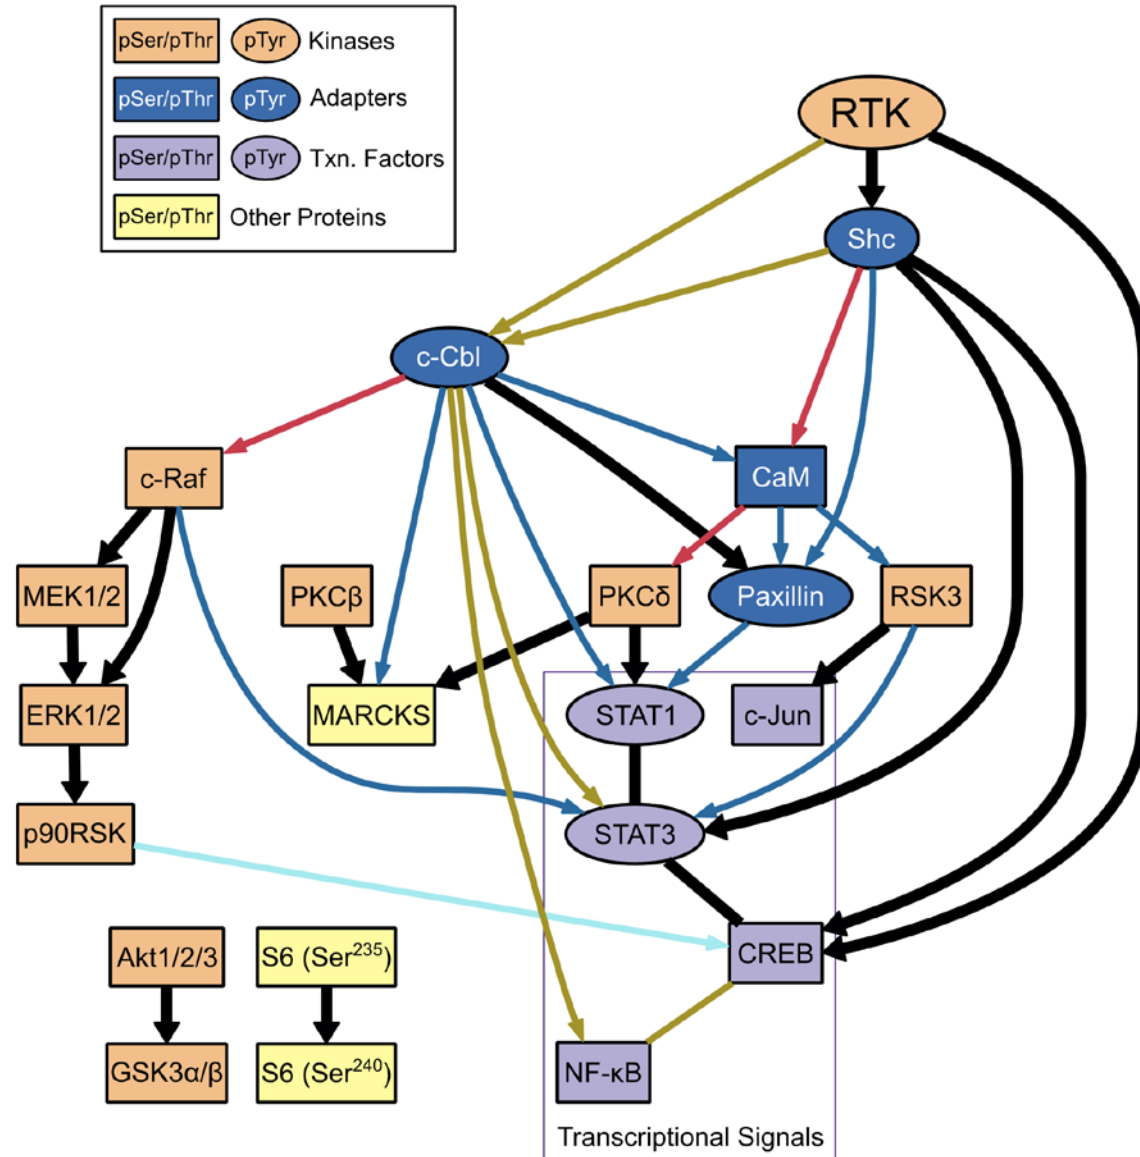 pSer/pThr pTyr Kinases
pSer/pThr pTyr Adapters
pSer/pThr pTyr Txn. Factors
pSer/pThr Other Proteins
RTK
Shc
c-Cbl
c-Raf
CaM
MEK1/2
PKCβ
PKCδ
Paxillin
RSK3
ERK1/2
MARCKS
STAT1
c-Jun
p90RSK
STAT3
Akt1/2/3
S6 (Ser²³⁵)
CREB
GSK3α/β
S6 (Ser²⁴⁰)
NF-κB
Transcriptional Signals